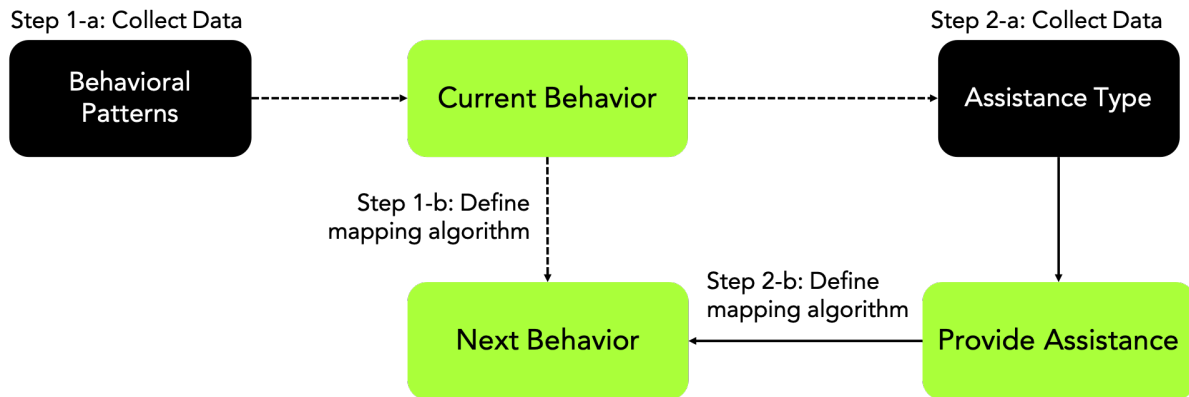 Step 1-a: Collect Data
Step 2-a: Collect Data
Behavioral
Patterns
Current Behavior
Assistance Type
Step 1-b: Define
mapping algorithm
Step 2-b: Define
mapping algorithm
Next Behavior
Provide Assistance